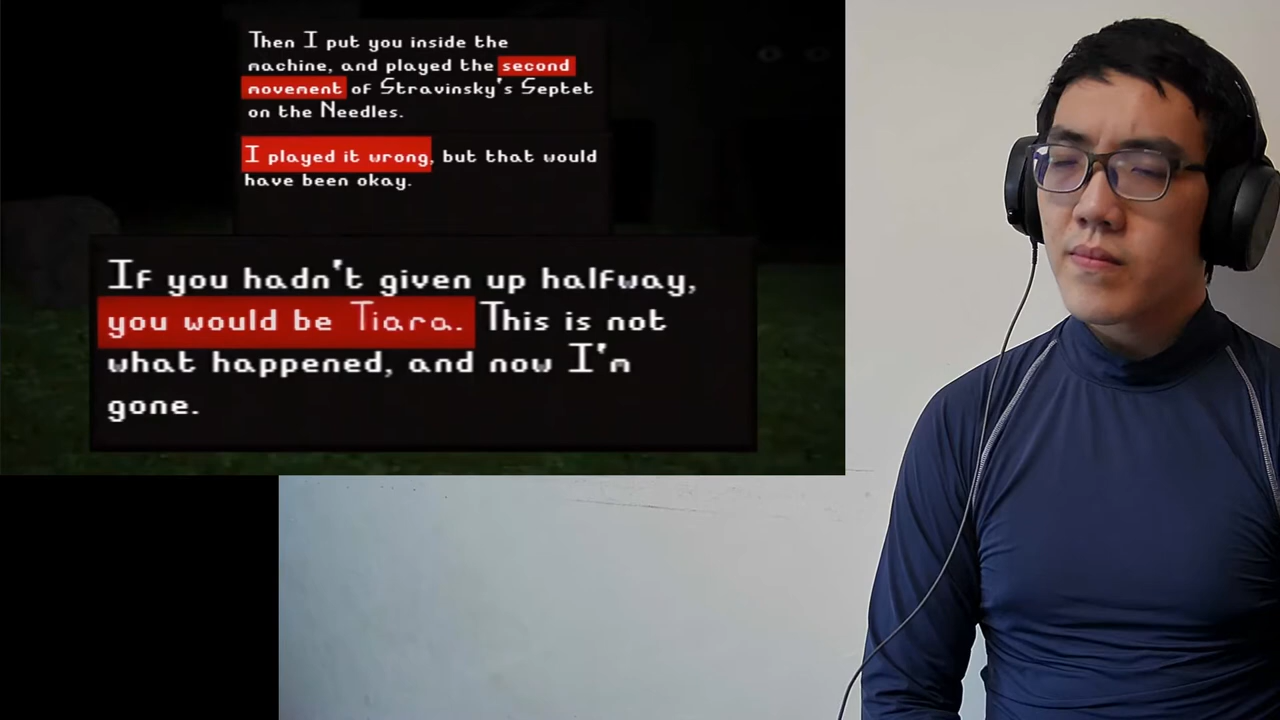 Then I put you inside the
machine, and played the second
movement of Stravinsky's Septet
on the Needles.
I played it wrong, but that would
have been okay.
If you hadn't given up halfway,
you would be Tiara. This is not
what happened, and now I'm
gone.